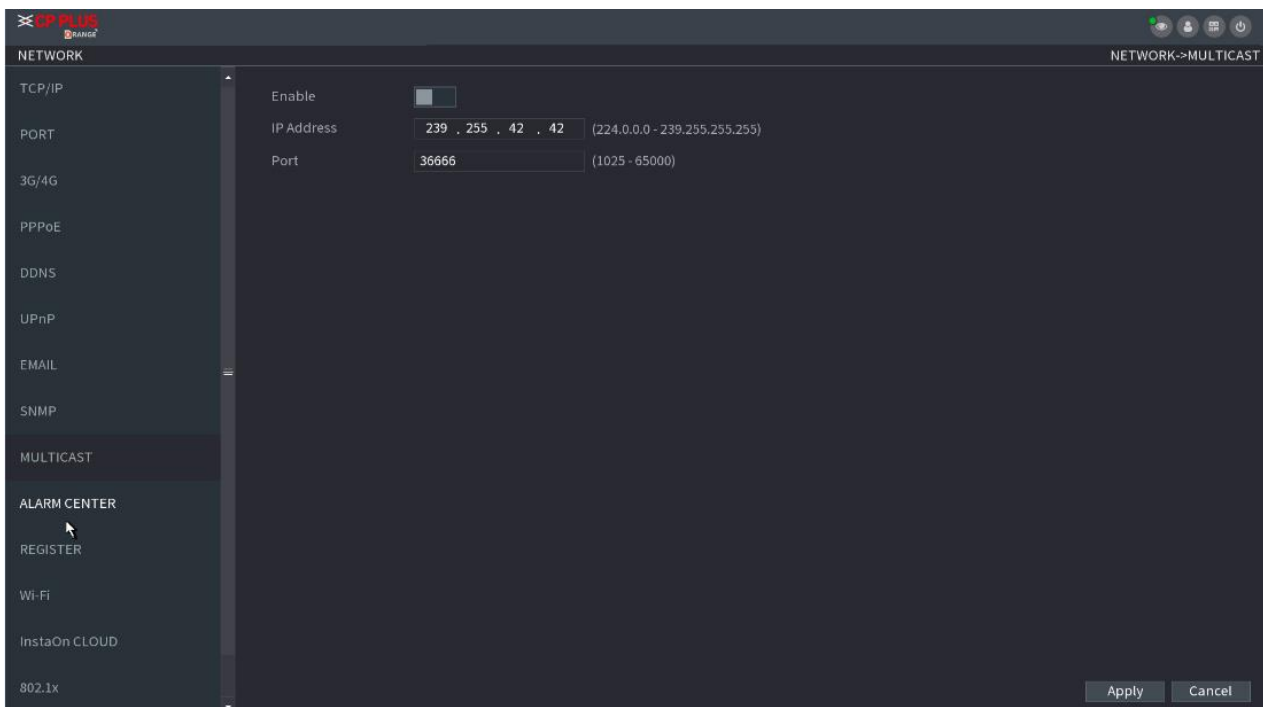 CP PLUS
ORANGE
NETWORK
NETWORK->MULTICAST
TCP/IP
PORT
3G/4G
PPPoE
DDNS
UPnP
EMAIL
SNMP
MULTICAST
ALARM CENTER
REGISTER
Wi-Fi
InstaOn CLOUD
802.1x
Enable
IP Address 239 . 255 . 42 . 42 (224.0.0.0 - 239.255.255.255)
Port 36666 (1025 - 65000)
Apply Cancel